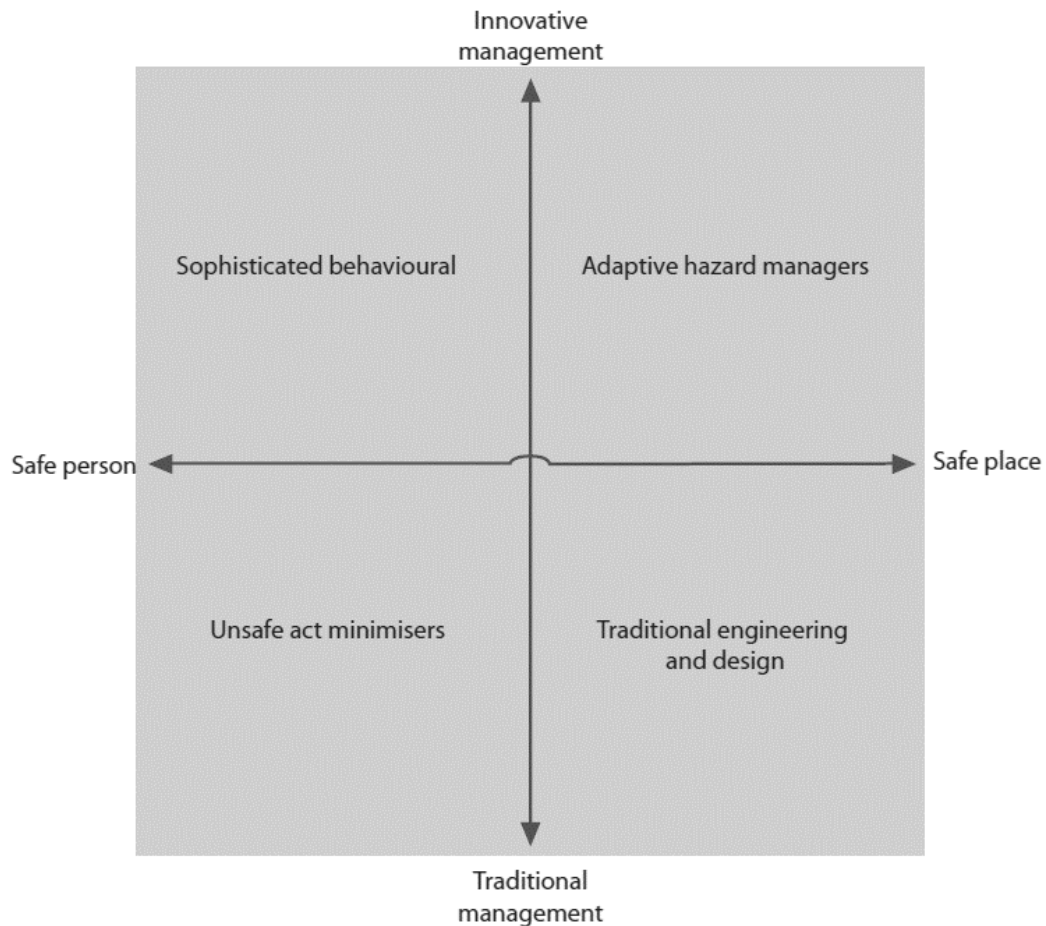 Innovative
management
Sophisticated behavioural
Adaptive hazard managers
Safe person
Safe place
Unsafe act minimisers
Traditional engineering
and design
Traditional
management